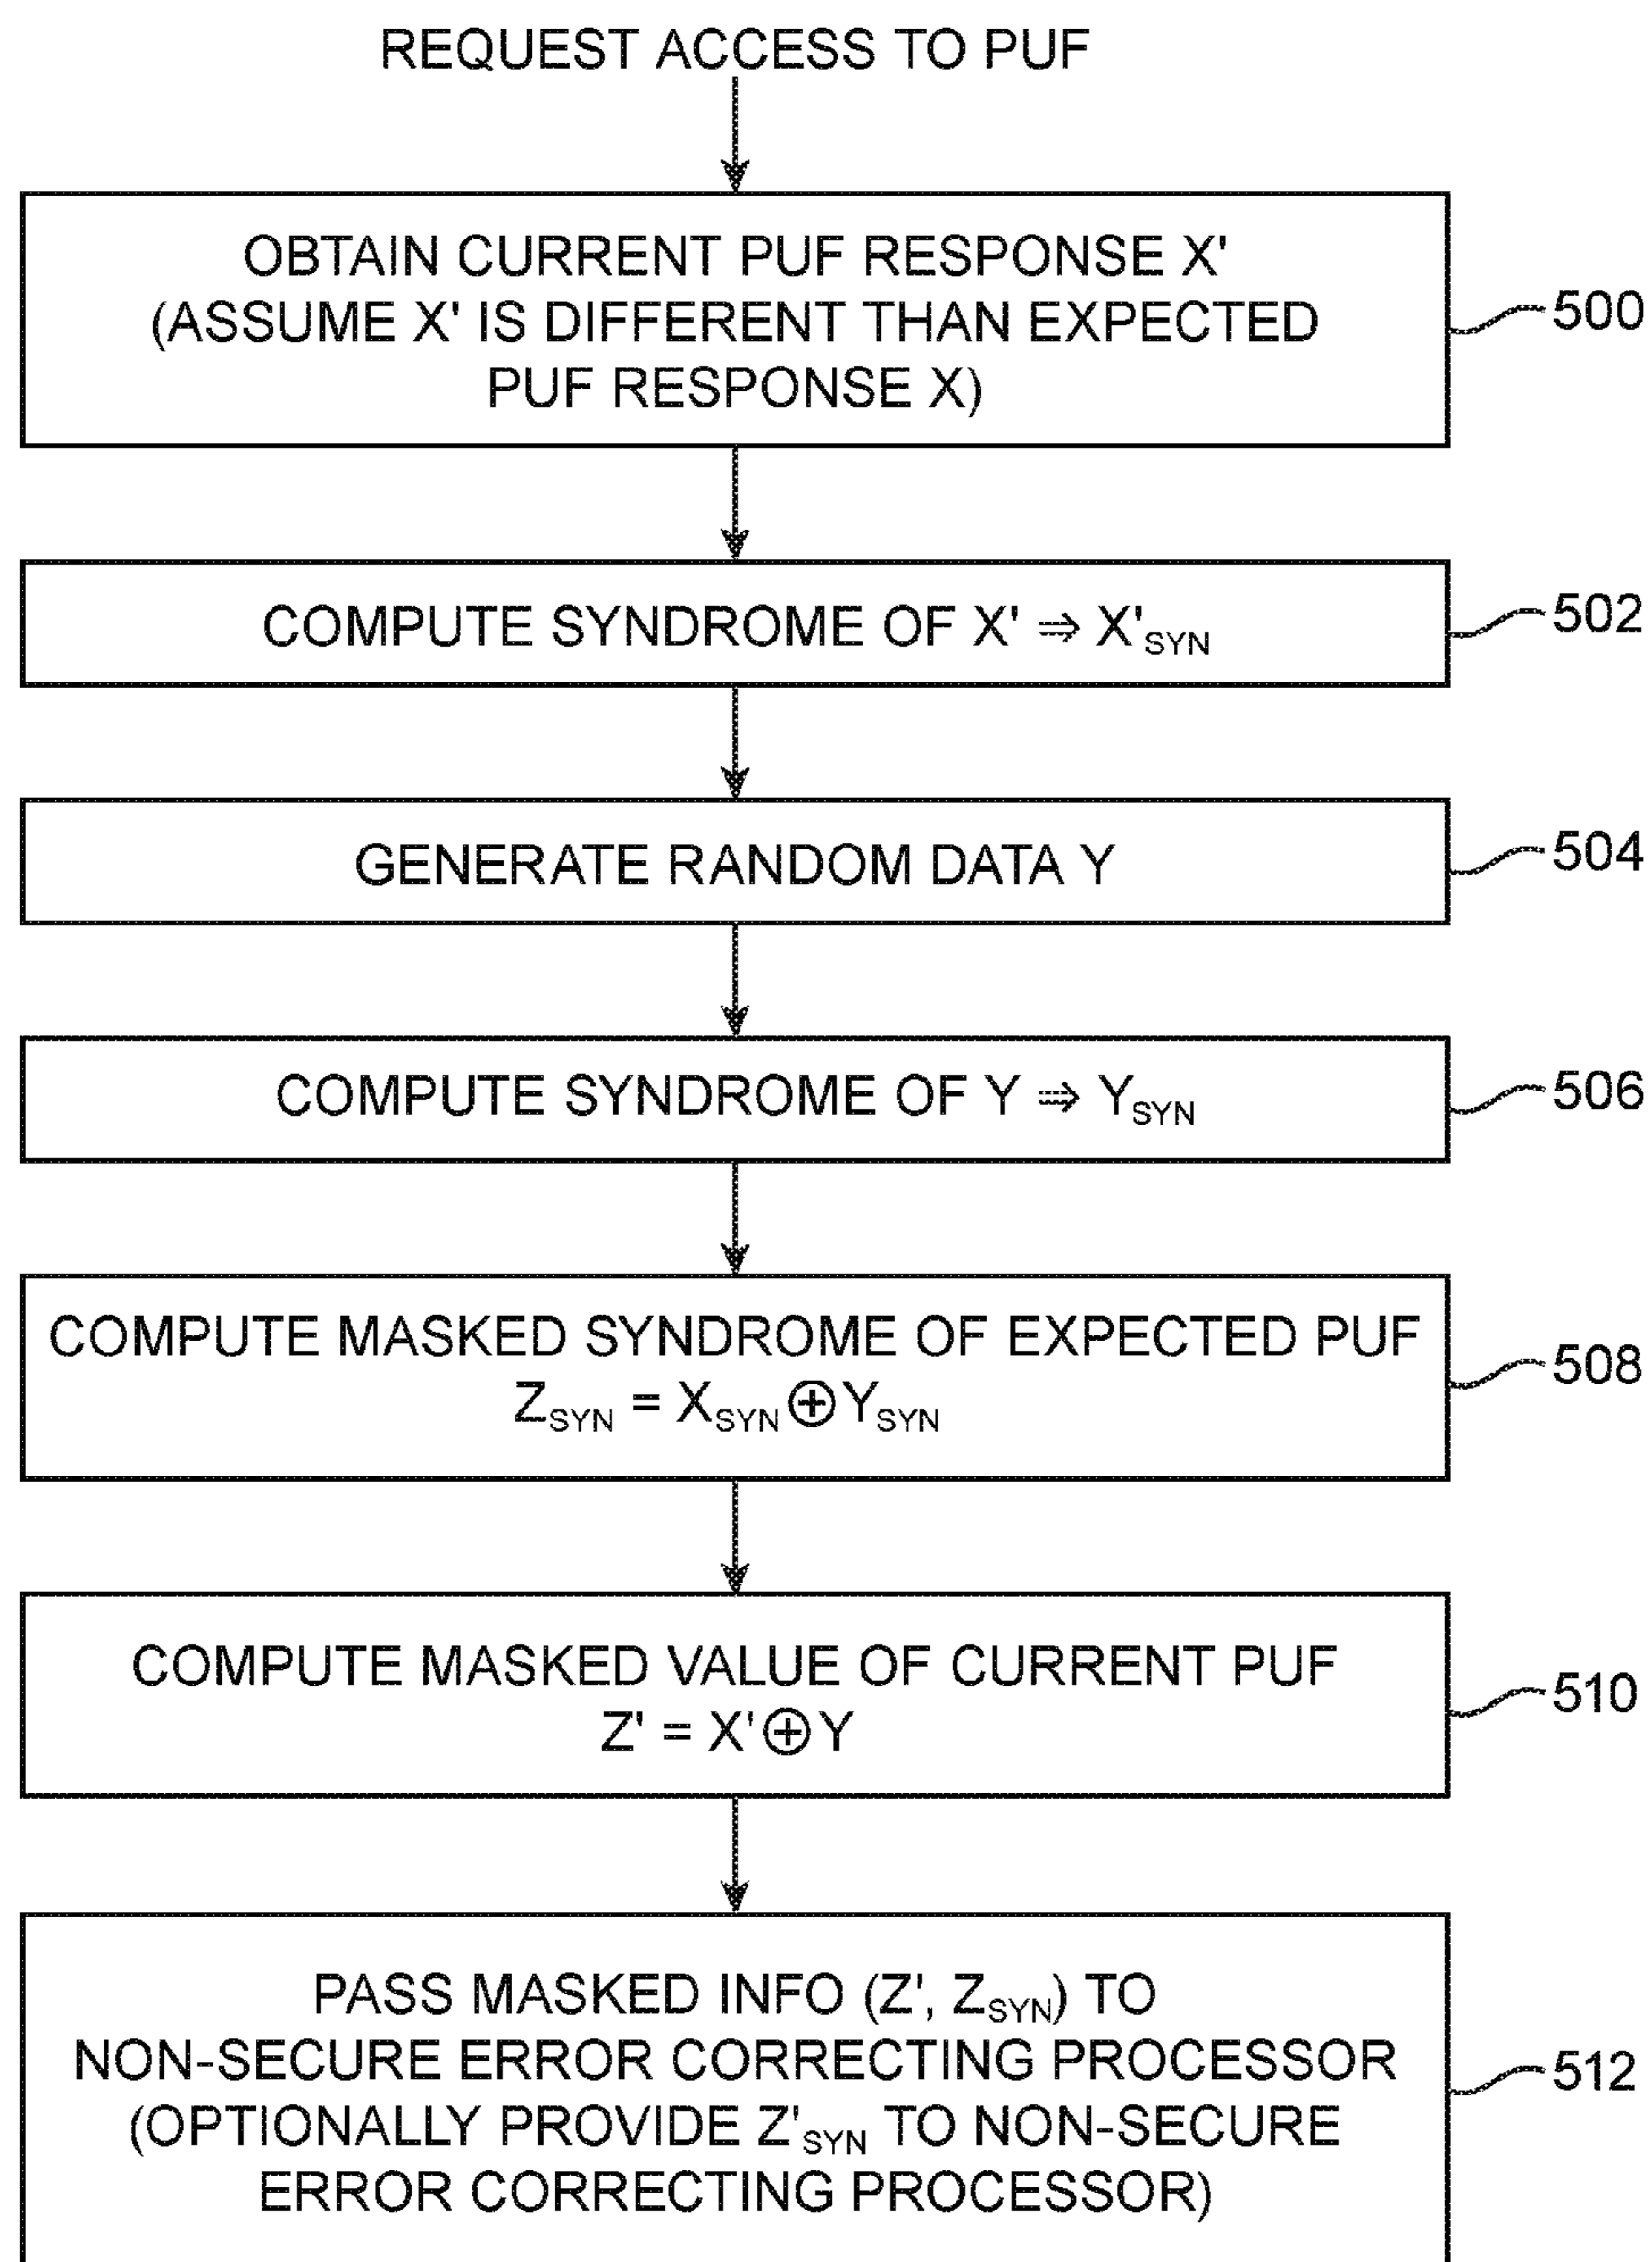 REQUEST ACCESS TO PUF
OBTAIN CURRENT PUF RESPONSE X'
(ASSUME X' IS DIFFERENT THAN EXPECTED
PUF RESPONSE X)
500
COMPUTE SYNDROME OF X' ⇒ X'SYN
502
GENERATE RANDOM DATA Y
504
COMPUTE SYNDROME OF Y ⇒ YSYN
506
COMPUTE MASKED SYNDROME OF EXPECTED PUF
ZSYN = XSYN ⊕ YSYN
508
COMPUTE MASKED VALUE OF CURRENT PUF
Z' = X' ⊕ Y
510
PASS MASKED INFO (Z', ZSYN) TO
NON-SECURE ERROR CORRECTING PROCESSOR
(OPTIONALLY PROVIDE Z'SYN TO NON-SECURE
ERROR CORRECTING PROCESSOR)
512